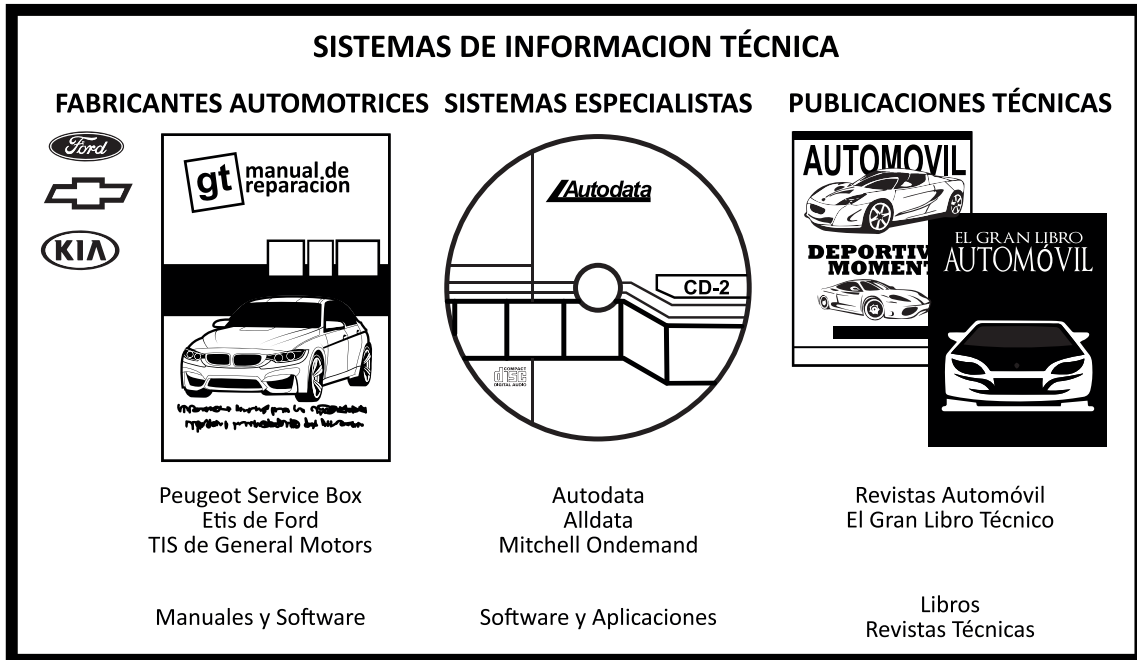 SISTEMAS DE INFORMACION TÉCNICA
FABRICANTES AUTOMOTRICES
Ford
KIA
gt
manual de
reparacion
Peugeot Service Box
Etis de Ford
TIS de General Motors
Manuales y Software
SISTEMAS ESPECIALISTAS
Autodata
CD-2
COMPACT
disc
DIGITAL AUDIO
Autodata
Alldata
Mitchell Ondemand
Software y Aplicaciones
PUBLICACIONES TÉCNICAS
AUTOMOVIL
DEPORTIV
MOMENT
EL GRAN LIBRO
AUTOMÓVIL
Revistas Automóvil
El Gran Libro Técnico
Libros
Revistas Técnicas